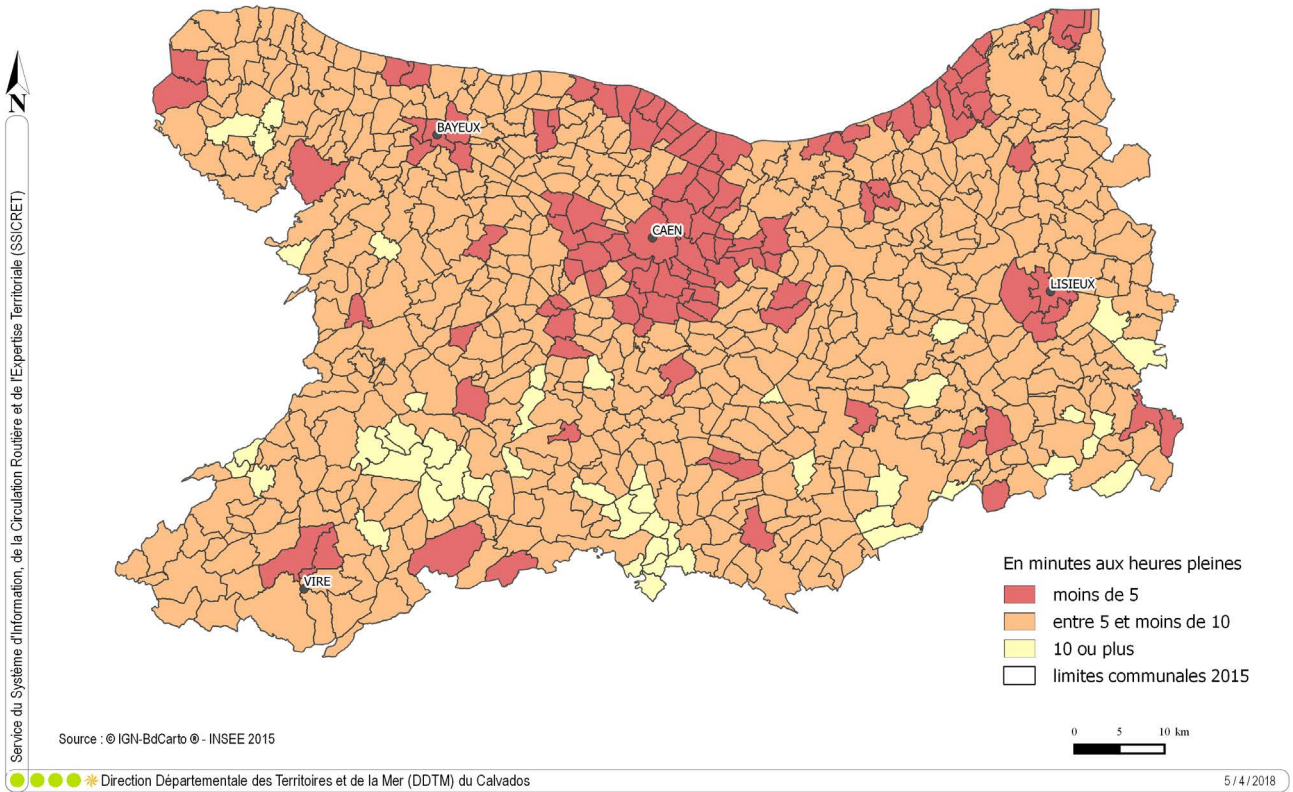 N
Service du Système d'Information, de la Circulation Routière et de l'Expertise Territoriale (SSICRET)
BAYEUX
CAEN
LISIEUX
VIRE
En minutes aux heures pleines
moins de 5
entre 5 et moins de 10
10 ou plus
limites communales 2015
0 5 10 km
Source : © IGN-BdCarto ® - INSEE 2015
Direction Départementale des Territoires et de la Mer (DDTM) du Calvados
5 / 4 / 2018